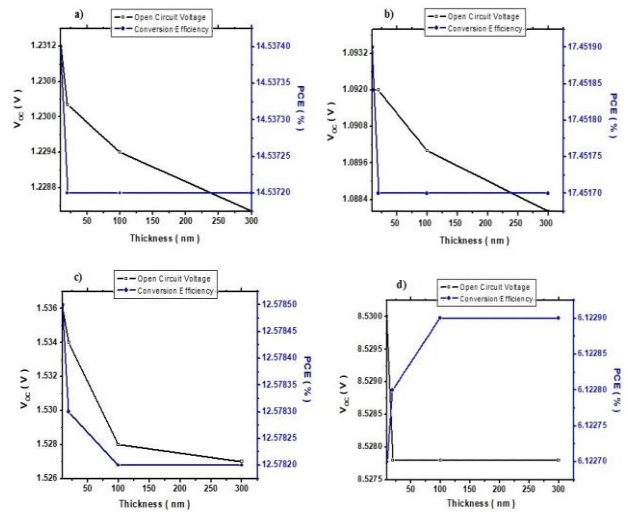 a)
Open Circuit Voltage
Conversion Efficiency
1.2312
1.2306
1.2300
1.2294
1.2288
V_OC ( V )
14.53740
14.53735
14.53730
14.53725
14.53720
PCE ( % )
50 100 150 200 250 300
Thickness ( nm )
b)
Open Circuit Voltage
Conversion Efficiency
1.0932
1.0920
1.0908
1.0896
1.0884
V_OC ( V )
17.45190
17.45185
17.45180
17.45175
17.45170
PCE ( % )
50 100 150 200 250 300
Thickness ( nm )
c)
Open Circuit Voltage
Conversion Efficiency
1.536
1.534
1.532
1.530
1.528
1.526
V_OC ( V )
12.57850
12.57845
12.57840
12.57835
12.57830
12.57825
12.57820
PCE ( % )
50 100 150 200 250 300
Thickness ( nm )
d)
Open Circuit Voltage
Conversion Efficiency
8.5300
8.5295
8.5290
8.5285
8.5280
8.5275
V_OC ( V )
6.12290
6.12285
6.12280
6.12275
6.12270
PCE ( % )
50 100 150 200 250 300
Thickness ( nm )